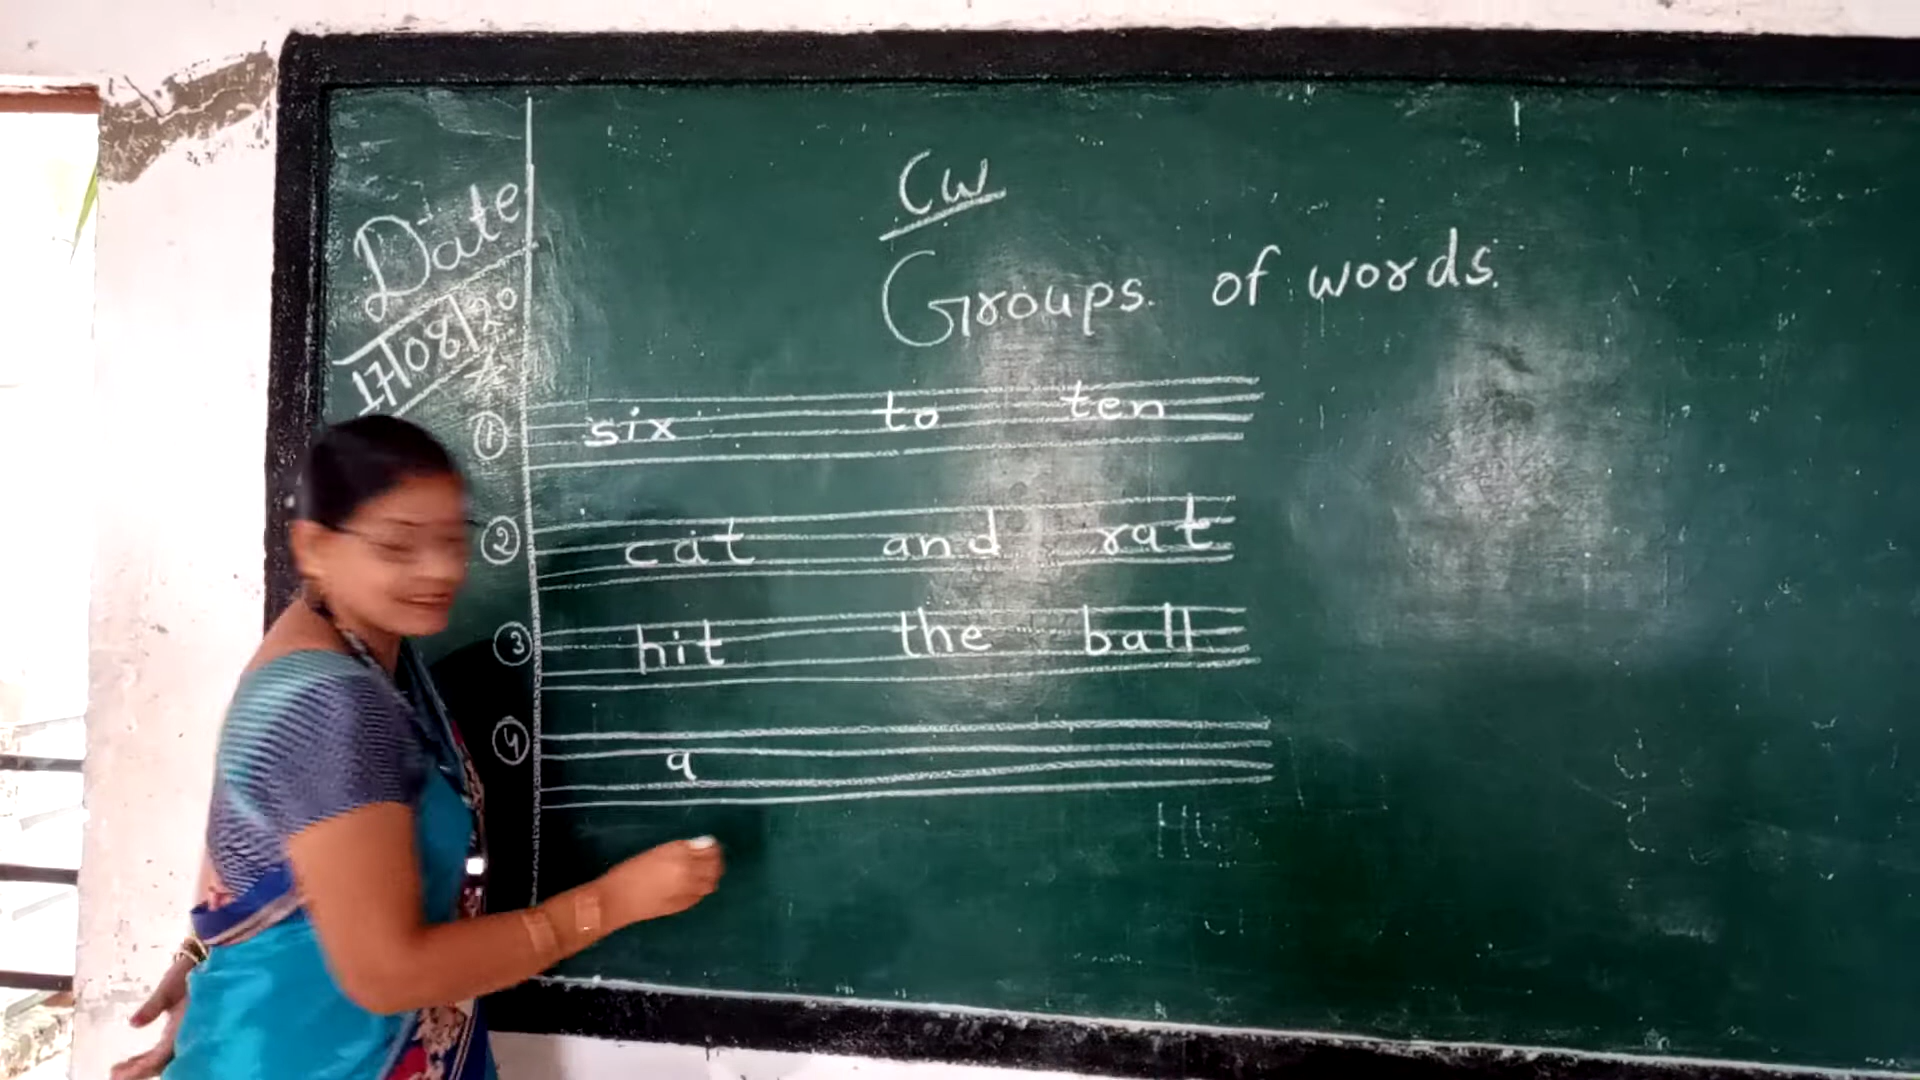 Date
17/08/20
Cw
Groups of words.
① six to ten
② cat and rat
③ hit the ball
④ a